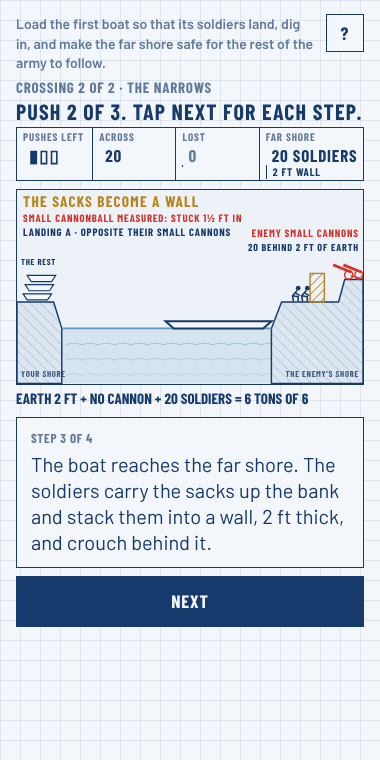 Load the first boat so that its soldiers land, dig
in, and make the far shore safe for the rest of the
army to follow.
?
CROSSING 2 OF 2 · THE NARROWS
PUSH 2 OF 3. TAP NEXT FOR EACH STEP.
PUSHES LEFT
ACROSS
20
LOST
0
FAR SHORE
20 SOLDIERS
2 FT WALL
THE SACKS BECOME A WALL
SMALL CANNONBALL MEASURED: STUCK 1½ FT IN
LANDING A · OPPOSITE THEIR SMALL CANNONS
ENEMY SMALL CANNONS
20 BEHIND 2 FT OF EARTH
THE REST
YOUR SHORE
THE ENEMY'S SHORE
EARTH 2 FT + NO CANNON + 20 SOLDIERS = 6 TONS OF 6
STEP 3 OF 4
The boat reaches the far shore. The
soldiers carry the sacks up the bank
and stack them into a wall, 2 ft thick,
and crouch behind it.
NEXT